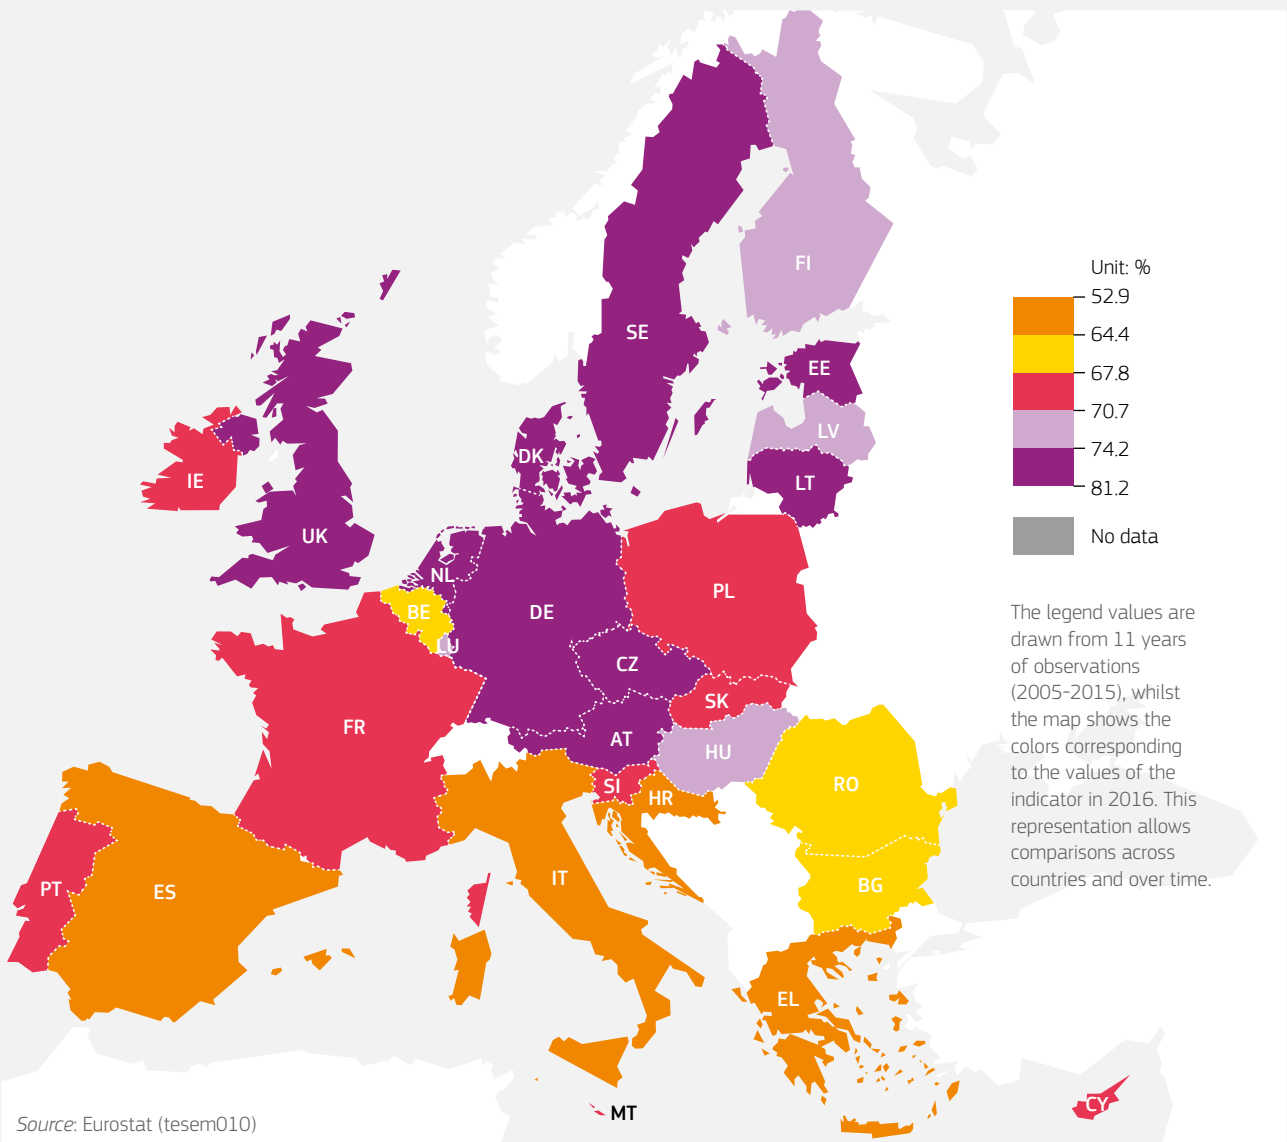 FI
SE
EE
LV
DK
LT
IE
UK
NL
BE
DE
PL
LU
CZ
SK
FR
AT
HU
SI
HR
RO
PT
ES
IT
BG
EL
MT
CY
Unit: %
52.9
64.4
67.8
70.7
74.2
81.2
No data
The legend values are
drawn from 11 years
of observations
(2005-2015), whilst
the map shows the
colors corresponding
to the values of the
indicator in 2016. This
representation allows
comparisons across
countries and over time.
Source: Eurostat (tesem010)